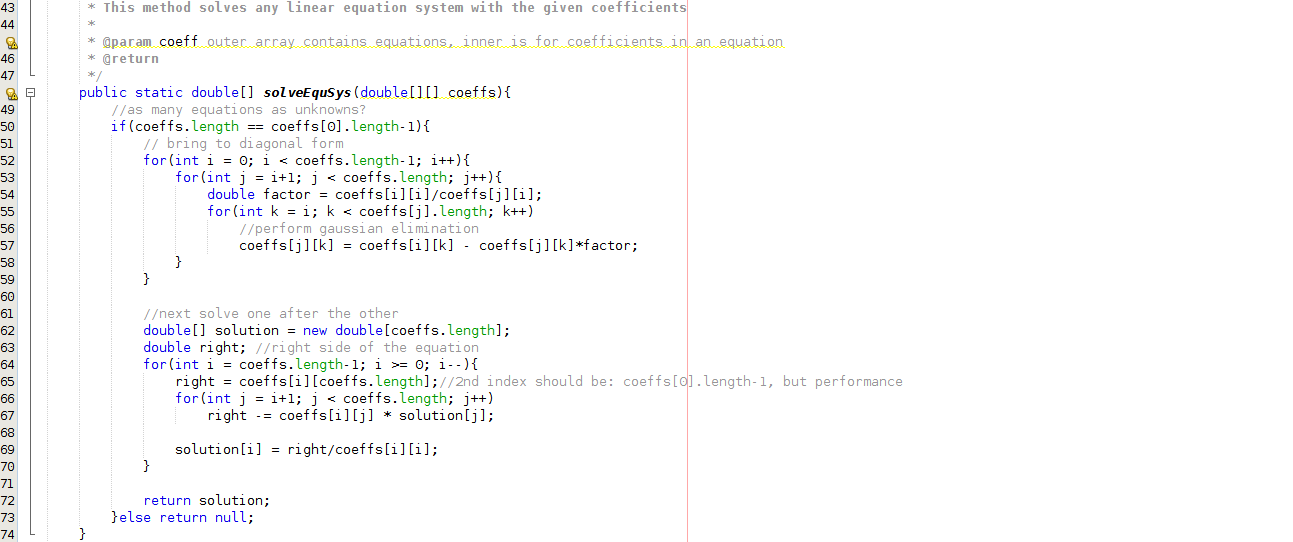 43 * This method solves any linear equation system with the given coefficients
44 *
* @param coeff outer array contains equations, inner is for coefficients in an equation
46 * @return
47 */
public static double[] solveEquSys(double[][] coeffs){
49 //as many equations as unknowns?
50 if(coeffs.length == coeffs[0].length-1){
51 // bring to diagonal form
52 for(int i = 0; i < coeffs.length-1; i++){
53 for(int j = i+1; j < coeffs.length; j++){
54 double factor = coeffs[i][i]/coeffs[j][i];
55 for(int k = i; k < coeffs[j].length; k++)
56 //perform gaussian elimination
57 coeffs[j][k] = coeffs[i][k] - coeffs[j][k]*factor;
58 }
59 }
60
61 //next solve one after the other
62 double[] solution = new double[coeffs.length];
63 double right; //right side of the equation
64 for(int i = coeffs.length-1; i >= 0; i--){
65 right = coeffs[i][coeffs.length];//2nd index should be: coeffs[0].length-1, but performance
66 for(int j = i+1; j < coeffs.length; j++)
67 right -= coeffs[i][j] * solution[j];
68
69 solution[i] = right/coeffs[i][i];
70 }
71
72 return solution;
73 }else return null;
74 }